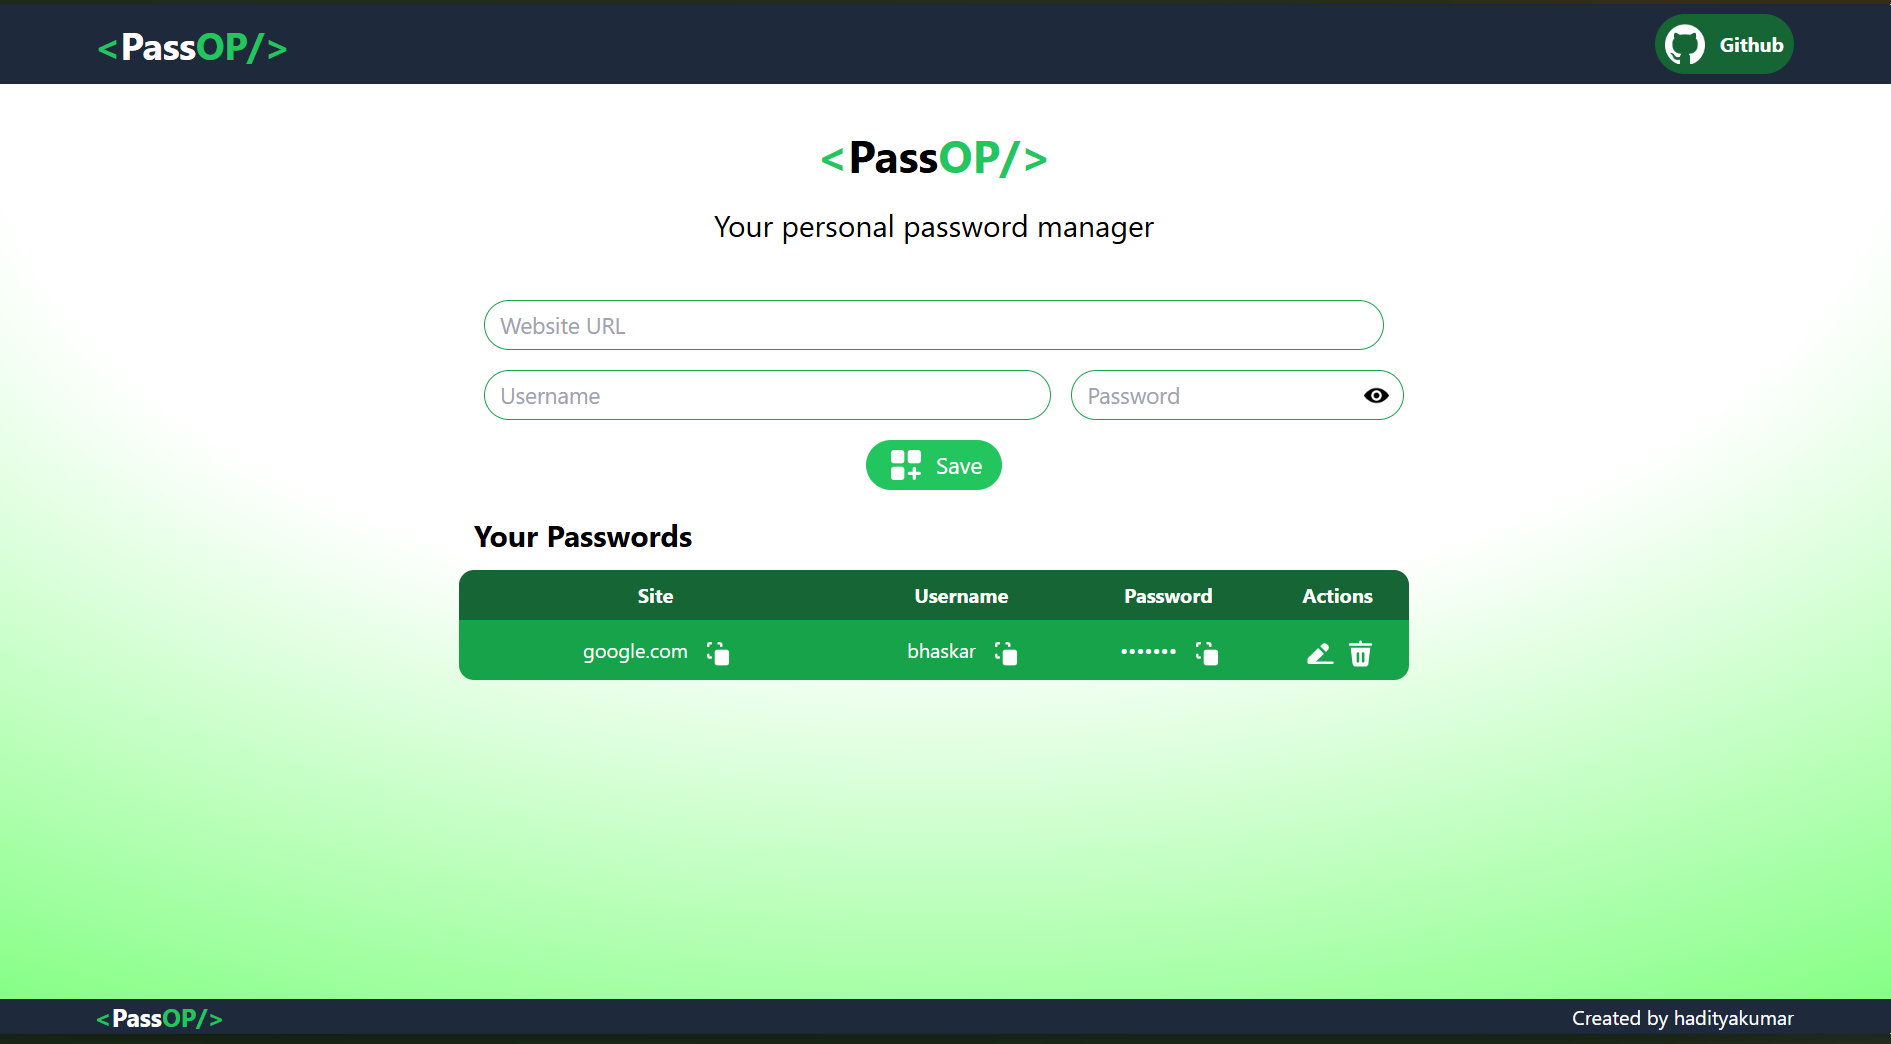 <PassOP/>
Github
<PassOP/>
Your personal password manager
Website URL
Username
Password
Save
Your Passwords
Site Username Password Actions
google.com bhaskar •••••••
<PassOP/>
Created by hadityakumar